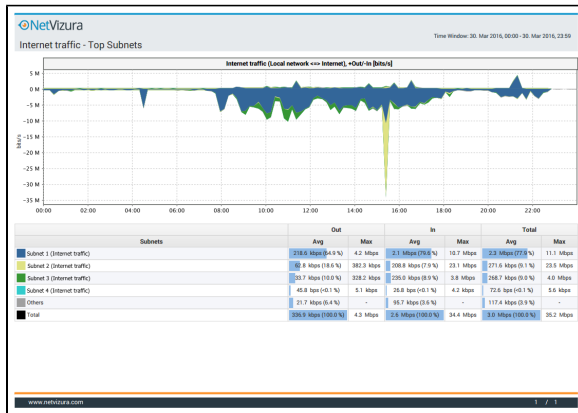 NetVizura
Internet traffic - Top Subnets
Time Window: 30. Mar 2016, 00:00 - 30. Mar 2016, 23:59
Internet traffic (Local network <=> Internet), +Out/-In [bits/s]
bits/s
5 M
0 M
-5 M
-10 M
-15 M
-20 M
-25 M
-30 M
-35 M
00:00 02:00 04:00 06:00 08:00 10:00 12:00 14:00 16:00 18:00 20:00 22:00
Out In Total
Subnets Avg Max Avg Max Avg Max
Subnet 1 (Internet traffic) 218.6 kbps (64.9 %) 4.2 Mbps 2.1 Mbps (79.6 %) 10.7 Mbps 2.3 Mbps (77.9 %) 11.1 Mbps
Subnet 2 (Internet traffic) 62.8 kbps (18.6 %) 382.3 kbps 208.8 kbps (7.9 %) 23.1 Mbps 271.6 kbps (9.1 %) 23.5 Mbps
Subnet 3 (Internet traffic) 33.7 kbps (10.0 %) 328.2 kbps 235.0 kbps (8.9 %) 3.8 Mbps 268.7 kbps (9.0 %) 4.0 Mbps
Subnet 4 (Internet traffic) 45.8 bps (<0.1 %) 5.1 kbps 26.8 bps (<0.1 %) 4.2 kbps 72.6 bps (<0.1 %) 5.6 kbps
Others 21.7 kbps (6.4 %) - 95.7 kbps (3.6 %) - 117.4 kbps (3.9 %) -
Total 336.9 kbps (100.0 %) 4.3 Mbps 2.6 Mbps (100.0 %) 34.4 Mbps 3.0 Mbps (100.0 %) 35.2 Mbps
www.netvizura.com 1 / 1